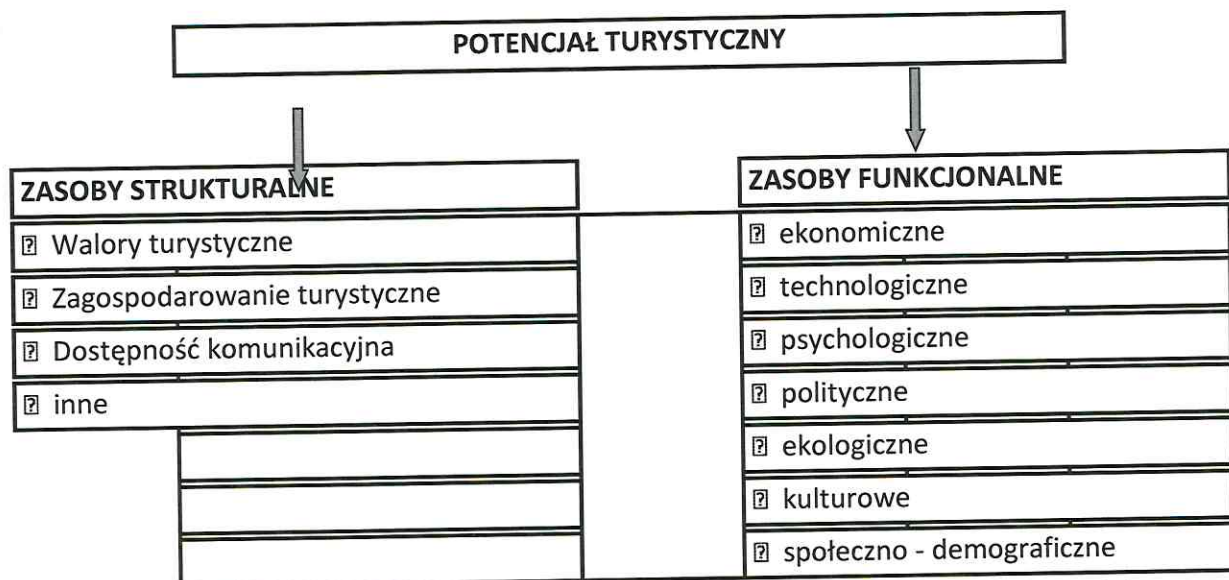 POTENCJAŁ TURYSTYCZNY
ZASOBY STRUKTURALNE
⍰ Walory turystyczne
⍰ Zagospodarowanie turystyczne
⍰ Dostępność komunikacyjna
⍰ inne
ZASOBY FUNKCJONALNE
⍰ ekonomiczne
⍰ technologiczne
⍰ psychologiczne
⍰ polityczne
⍰ ekologiczne
⍰ kulturowe
⍰ społeczno - demograficzne